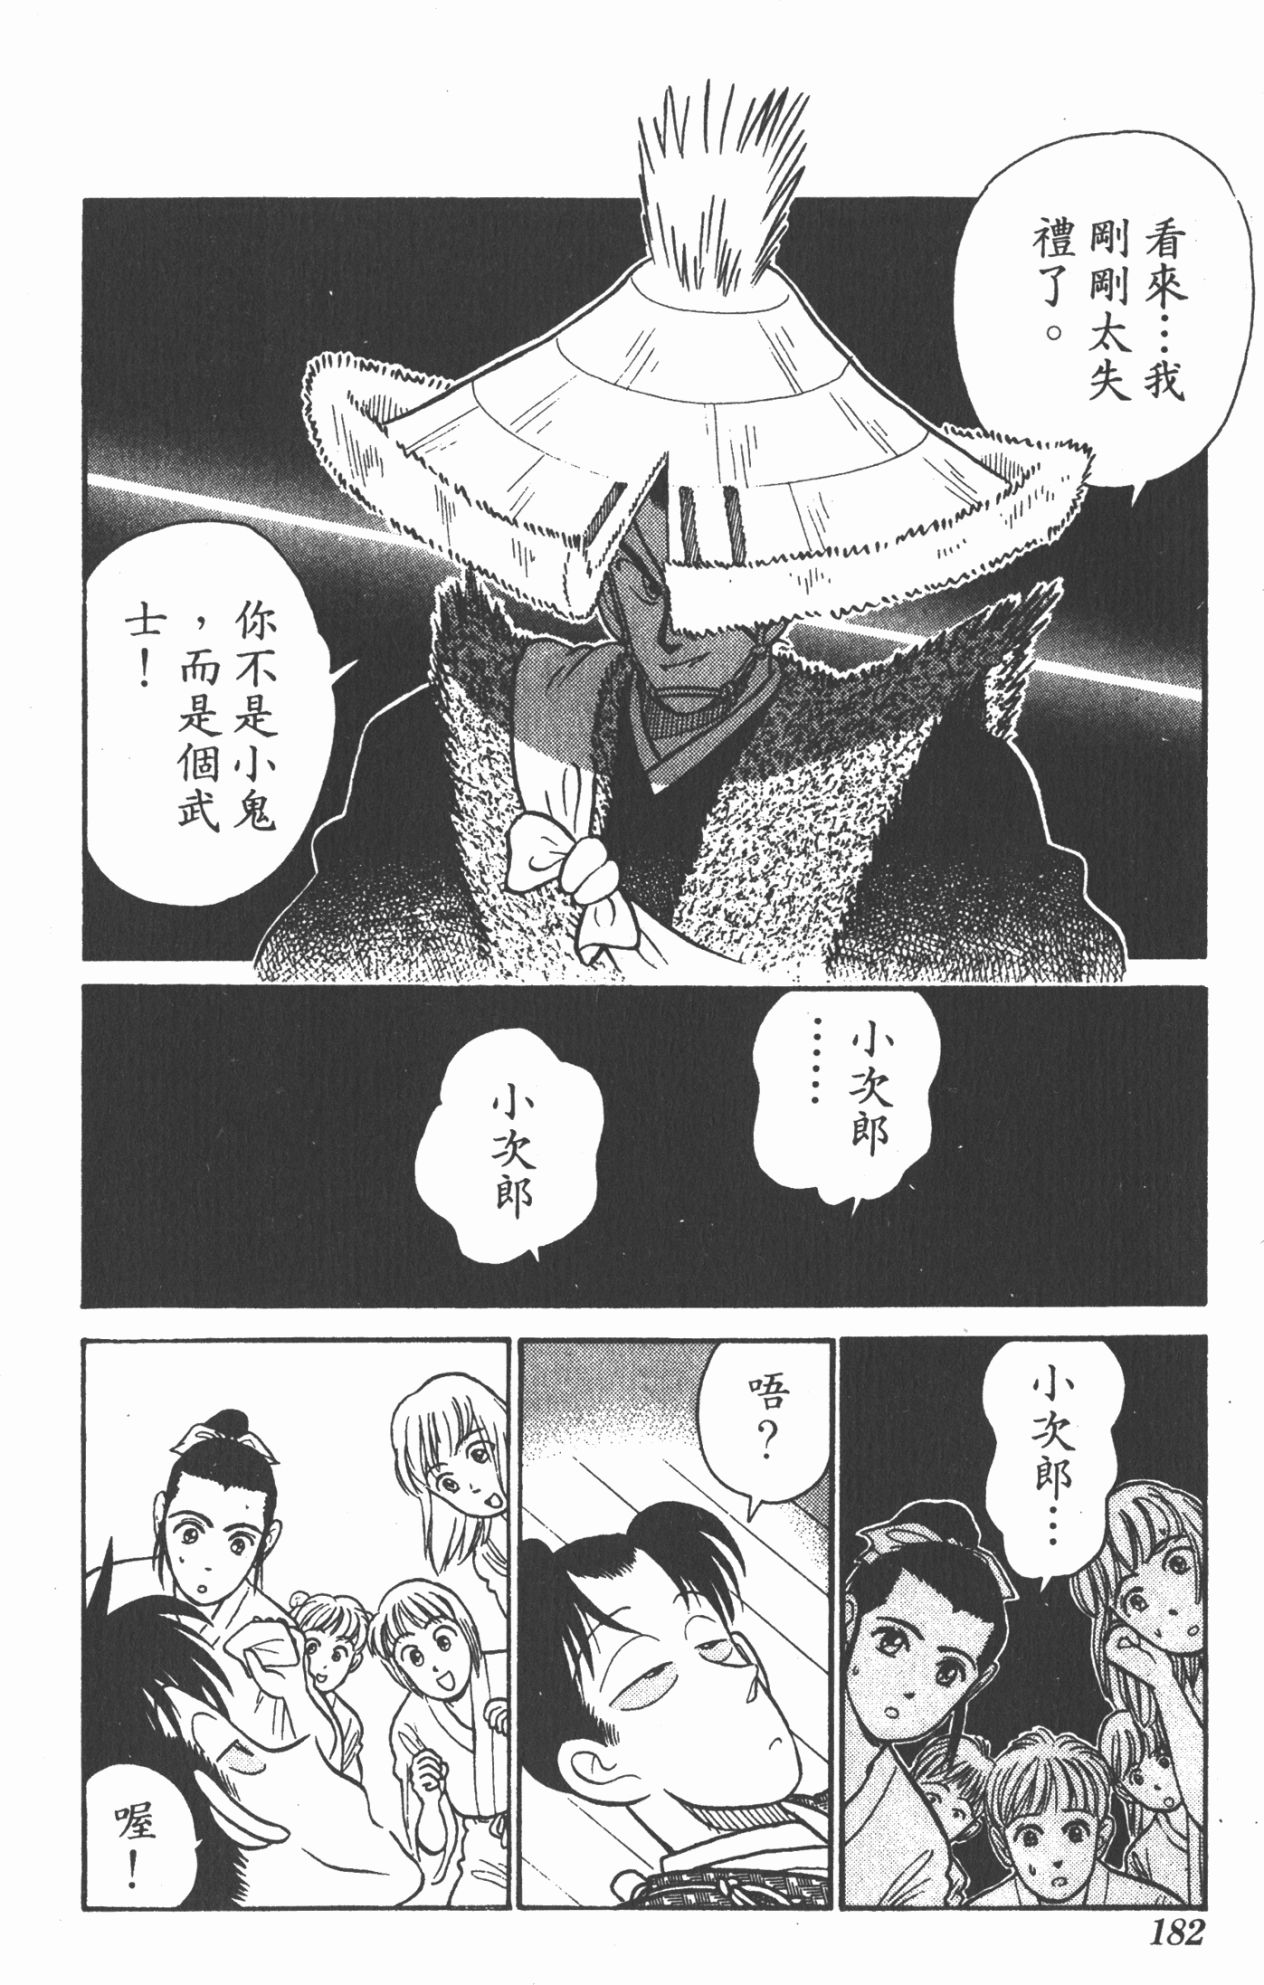 看來…我
剛剛太失
禮了。
你不是小鬼
，而是個武
士！
小次郎
……
小次郎
小次郎…
唔？
喔！
182